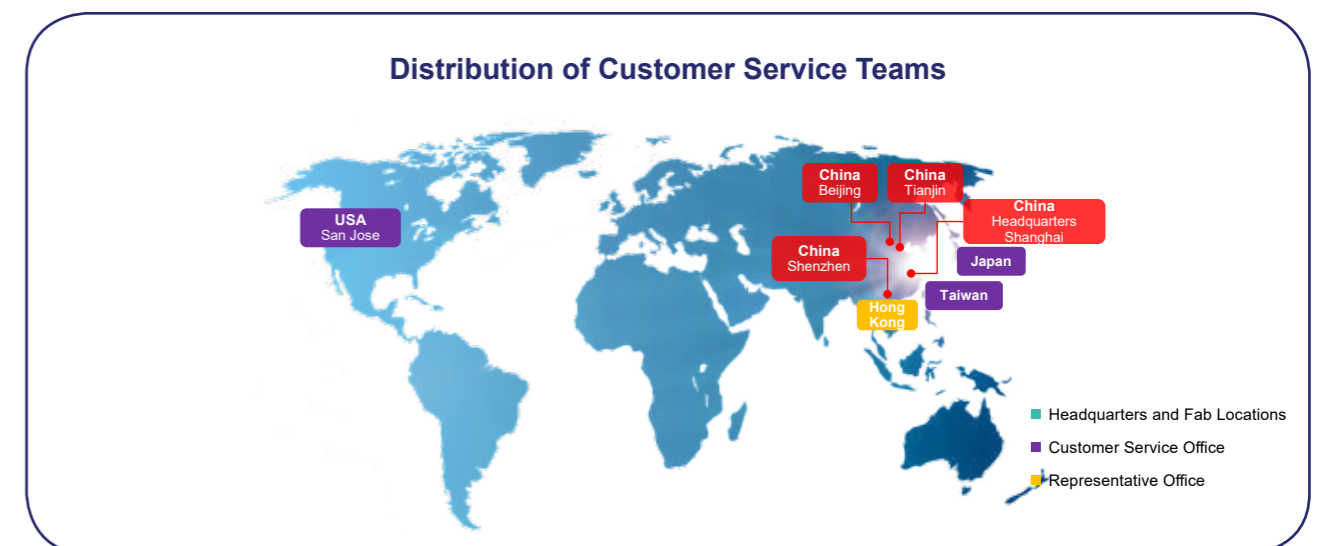 Distribution of Customer Service Teams
USA
San Jose
China
Beijing
China
Tianjin
China
Headquarters
Shanghai
China
Shenzhen
Japan
Taiwan
Hong
Kong
Headquarters and Fab Locations
Customer Service Office
Representative Office